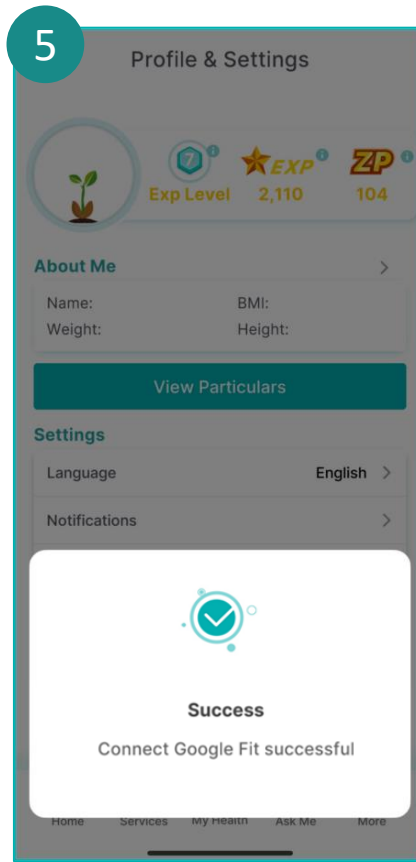 5
Profile & Settings
7
EXP
ZP
Exp Level 2,110 104
About Me
Name: BMI:
Weight: Height:
View Particulars
Settings
Language English
Notifications
Success
Connect Google Fit successful
Home Services My Health Ask Me More